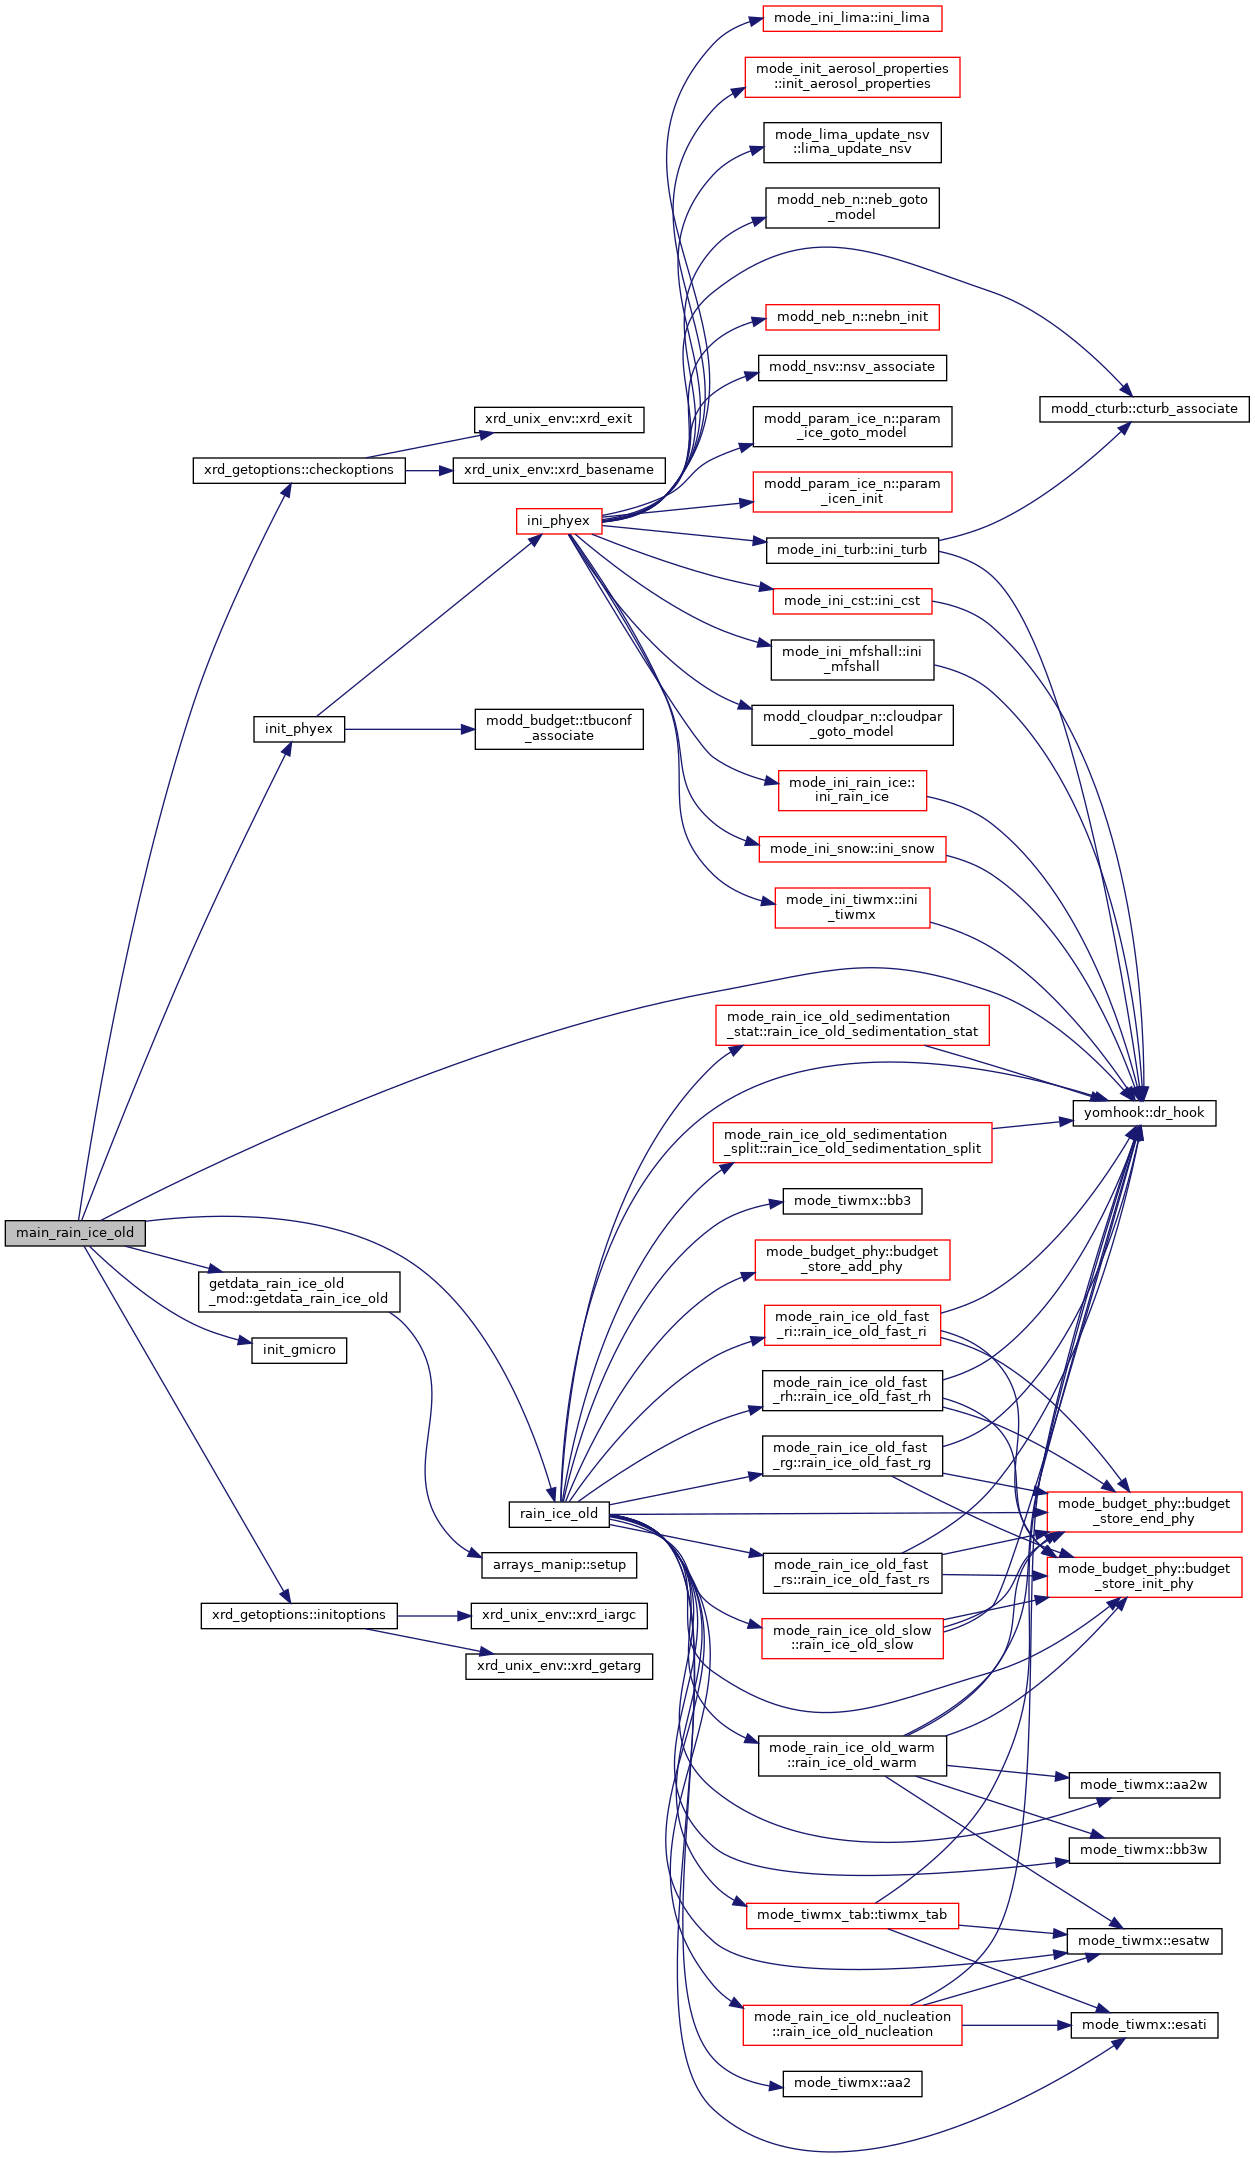 mode_ini_lima::ini_lima
mode_init_aerosol_properties
::init_aerosol_properties
mode_lima_update_nsv
::lima_update_nsv
modd_neb_n::neb_goto
_model
modd_neb_n::nebn_init
modd_nsv::nsv_associate
modd_cturb::cturb_associate
xrd_unix_env::xrd_exit
modd_param_ice_n::param
_ice_goto_model
xrd_getoptions::checkoptions
xrd_unix_env::xrd_basename
modd_param_ice_n::param
_icen_init
ini_phyex
mode_ini_turb::ini_turb
mode_ini_cst::ini_cst
mode_ini_mfshall::ini
_mfshall
init_phyex
modd_budget::tbuconf
_associate
modd_cloudpar_n::cloudpar
_goto_model
mode_ini_rain_ice::
ini_rain_ice
mode_ini_snow::ini_snow
mode_ini_tiwmx::ini
_tiwmx
mode_rain_ice_old_sedimentation
_stat::rain_ice_old_sedimentation_stat
yomhook::dr_hook
mode_rain_ice_old_sedimentation
_split::rain_ice_old_sedimentation_split
mode_tiwmx::bb3
main_rain_ice_old
mode_budget_phy::budget
_store_add_phy
getdata_rain_ice_old
_mod::getdata_rain_ice_old
mode_rain_ice_old_fast
_ri::rain_ice_old_fast_ri
init_gmicro
mode_rain_ice_old_fast
_rh::rain_ice_old_fast_rh
mode_rain_ice_old_fast
_rg::rain_ice_old_fast_rg
rain_ice_old
mode_budget_phy::budget
_store_end_phy
arrays_manip::setup
mode_rain_ice_old_fast
_rs::rain_ice_old_fast_rs
mode_budget_phy::budget
_store_init_phy
xrd_getoptions::initoptions
xrd_unix_env::xrd_iargc
mode_rain_ice_old_slow
::rain_ice_old_slow
xrd_unix_env::xrd_getarg
mode_rain_ice_old_warm
::rain_ice_old_warm
mode_tiwmx::aa2w
mode_tiwmx::bb3w
mode_tiwmx_tab::tiwmx_tab
mode_tiwmx::esatw
mode_rain_ice_old_nucleation
::rain_ice_old_nucleation
mode_tiwmx::esati
mode_tiwmx::aa2